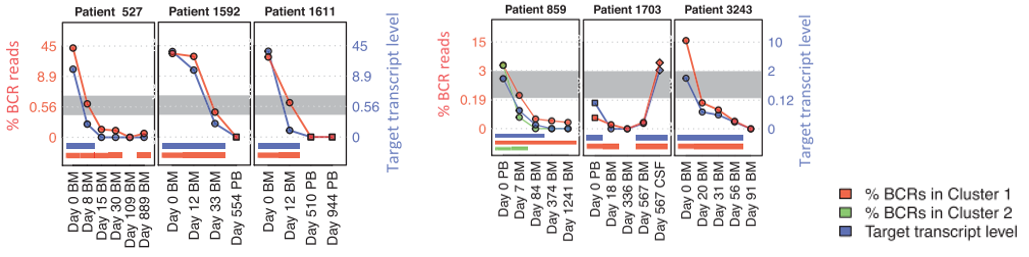 Patient 527
Patient 1592
Patient 1611
% BCR reads
45
8.9
0.56
0
45
8.9
0.56
0
Target transcript level
Day 0 BM
Day 8 BM
Day 15 BM
Day 30 BM
Day 109 BM
Day 889 BM
Day 0 BM
Day 12 BM
Day 33 BM
Day 554 PB
Day 0 BM
Day 12 BM
Day 510 PB
Day 944 PB
Patient 859
Patient 1703
Patient 3243
% BCR reads
15
3
0.19
0
10
2
0.12
0
Target transcript level
Day 0 PB
Day 7 BM
Day 84 BM
Day 374 BM
Day 1241 BM
Day 0 PB
Day 18 BM
Day 336 BM
Day 567 BM
Day 567 CSF
Day 0 BM
Day 20 BM
Day 31 BM
Day 56 BM
Day 91 BM
% BCRs in Cluster 1
% BCRs in Cluster 2
Target transcript level